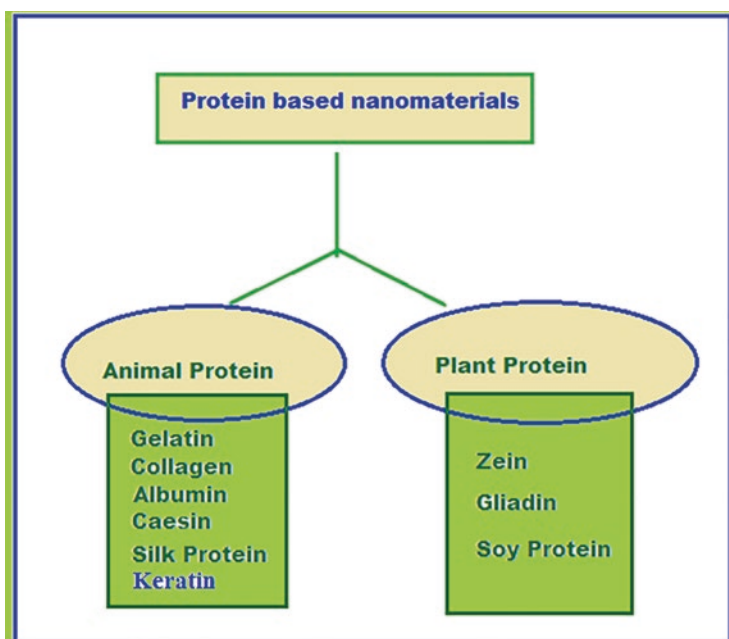 Protein based nanomaterials
Animal Protein
Gelatin
Collagen
Albumin
Caesin
Silk Protein
Keratin
Plant Protein
Zein
Gliadin
Soy Protein